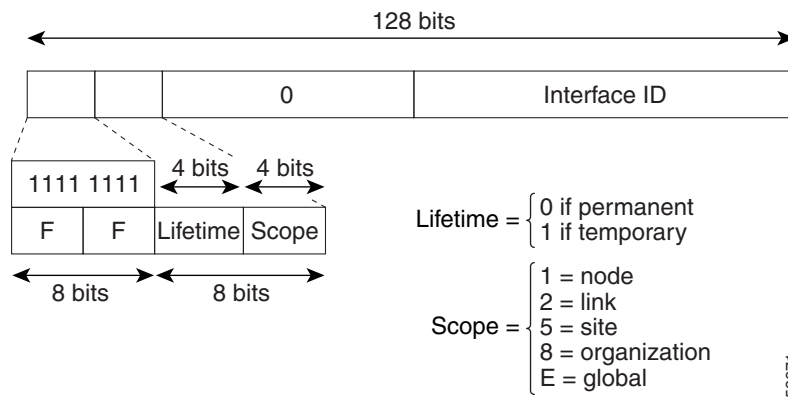 128 bits
0 Interface ID
4 bits 4 bits
1111 1111
F F Lifetime Scope
8 bits 8 bits
Lifetime = 0 if permanent
1 if temporary
Scope = 1 = node
2 = link
5 = site
8 = organization
E = global